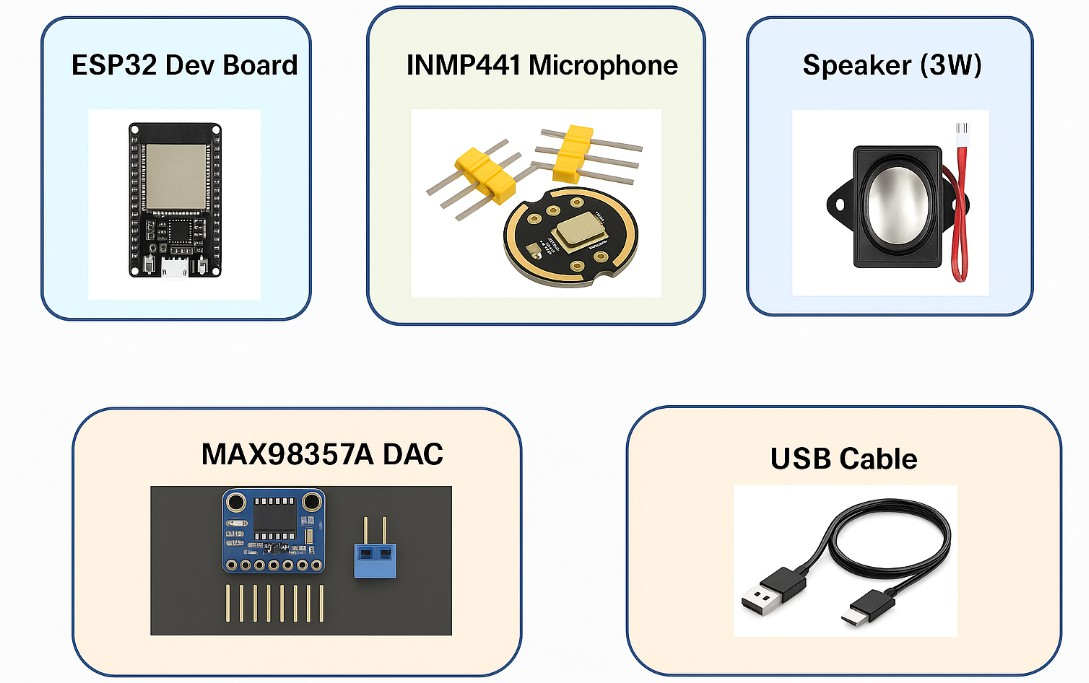 ESP32 Dev Board
INMP441 Microphone
Speaker (3W)
MAX98357A DAC
USB Cable